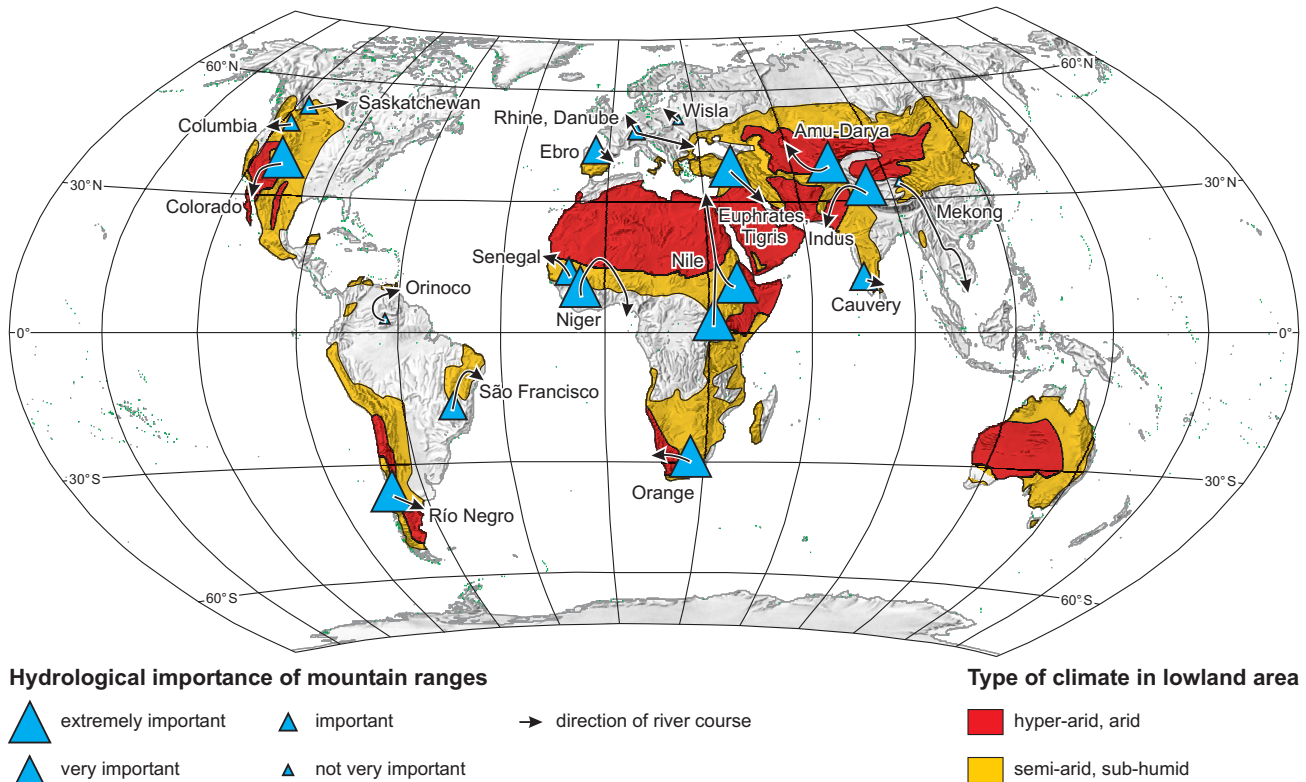 60°N
60°N
Saskatchewan
Columbia
Rhine, Danube
Wisla
Amu-Darya
Ebro
30°N
30°N
Colorado
Euphrates,
Tigris
Indus
Mekong
Senegal
Nile
Orinoco
Niger
Cauvery
0°
0°
São Francisco
30°S
30°S
Orange
Río Negro
60°S
60°S
Hydrological importance of mountain ranges
extremely important
important
direction of river course
very important
not very important
Type of climate in lowland area
hyper-arid, arid
semi-arid, sub-humid